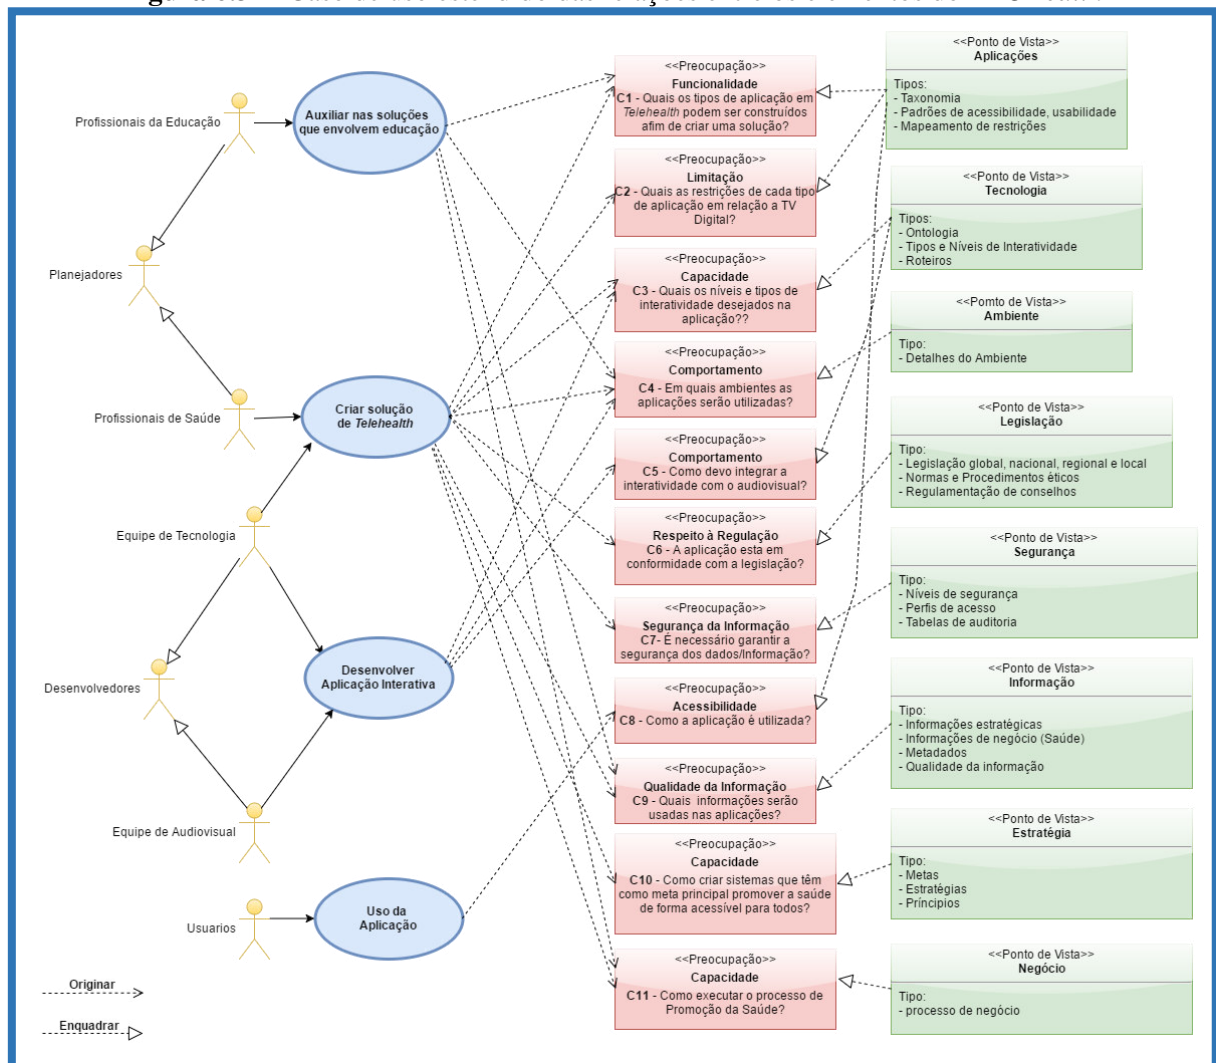 Profissionais da Educação
Planejadores
Profissionais de Saúde
Equipe de Tecnologia
Desenvolvedores
Equipe de Audiovisual
Usuarios
Originar
Enquadrar
Auxiliar nas soluções
que envolvem educação
Criar solução
de Telehealth
Desenvolver
Aplicação Interativa
Uso da
Aplicação
<<Preocupação>>
Funcionalidade
C1 - Quais os tipos de aplicação em
Telehealth podem ser construídos
afim de criar uma solução?
<<Preocupação>>
Limitação
C2 - Quais as restrições de cada tipo
de aplicação em relação a TV
Digital?
<<Preocupação>>
Capacidade
C3 - Quais os níveis e tipos de
interatividade desejados na
aplicação??
<<Preocupação>>
Comportamento
C4 - Em quais ambientes as
aplicações serão utilizadas?
<<Preocupação>>
Comportamento
C5 - Como devo integrar a
interatividade com o audiovisual?
<<Preocupação>>
Respeito à Regulação
C6 - A aplicação esta em
conformidade com a legislação?
<<Preocupação>>
Segurança da Informação
C7- É necessário garantir a
segurança dos dados/Informação?
<<Preocupação>>
Acessibilidade
C8 - Como a aplicação é utilizada?
<<Preocupação>>
Qualidade da Informação
C9 - Quais informações serão
usadas nas aplicações?
<<Preocupação>>
Capacidade
C10 - Como criar sistemas que têm
como meta principal promover a saúde
de forma acessível para todos?
<<Preocupação>>
Capacidade
C11 - Como executar o processo de
Promoção da Saúde?
<<Ponto de Vista>>
Aplicações
Tipos:
- Taxonomia
- Padrões de acessibilidade, usabilidade
- Mapeamento de restrições
<<Ponto de Vista>>
Tecnologia
Tipos:
- Ontologia
- Tipos e Níveis de Interatividade
- Roteiros
<<Pomto de Vista>>
Ambiente
Tipo:
- Detalhes do Ambiente
<<Ponto de Vista>>
Legislação
Tipo:
- Legislação global, nacional, regional e local
- Normas e Procedimentos éticos
- Regulamentação de conselhos
<<Ponto de Vista>>
Segurança
Tipo:
- Níveis de segurança
- Perfis de acesso
- Tabelas de auditoria
<<Ponto de Vista>>
Informação
Tipo:
- Informações estratégicas
- Informações de negócio (Saúde)
- Metadados
- Qualidade da informação
<<Ponto de Vista>>
Estratégia
Tipo:
- Metas
- Estratégias
- Príncipios
<<Ponto de Vista>>
Negócio
Tipo:
- processo de negócio